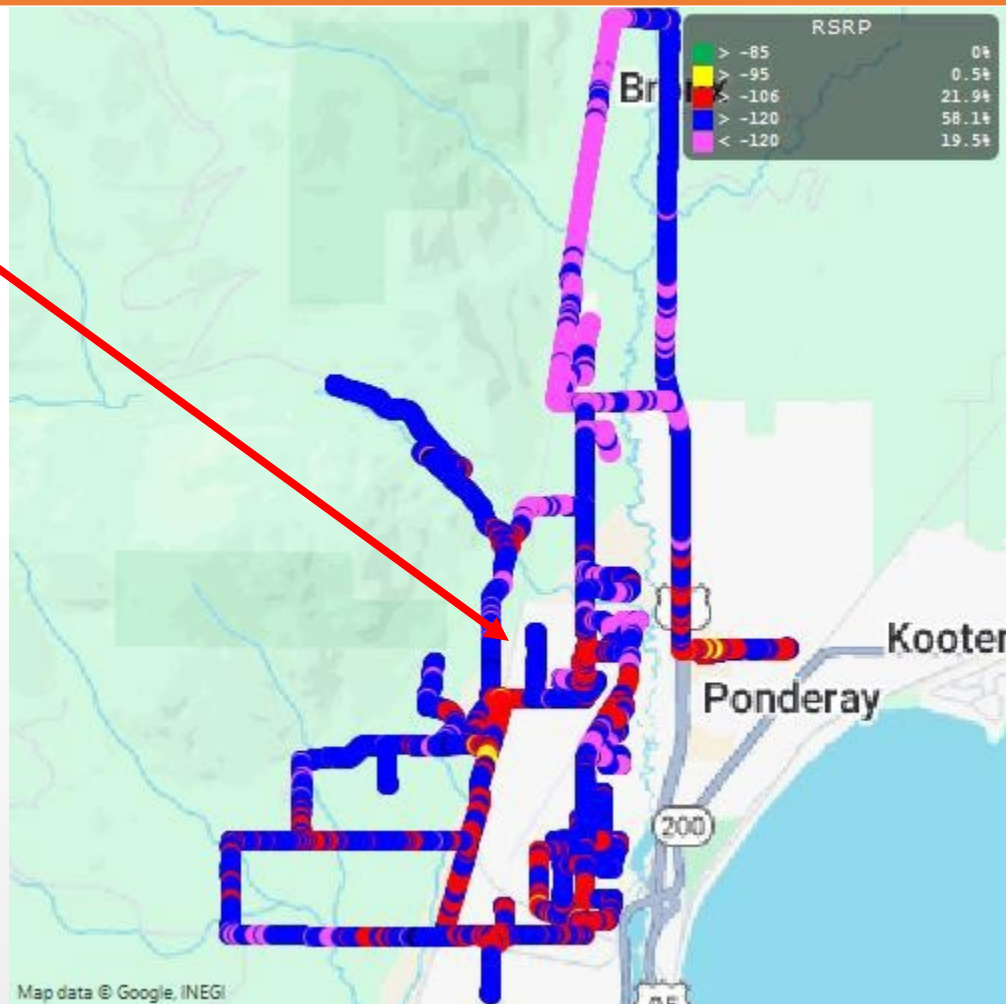 RSRP
> -85 0%
> -95 0.5%
> -106 21.9%
> -120 58.1%
< -120 19.5%
Kooten
Ponderay
200
Map data © Google, INEGI